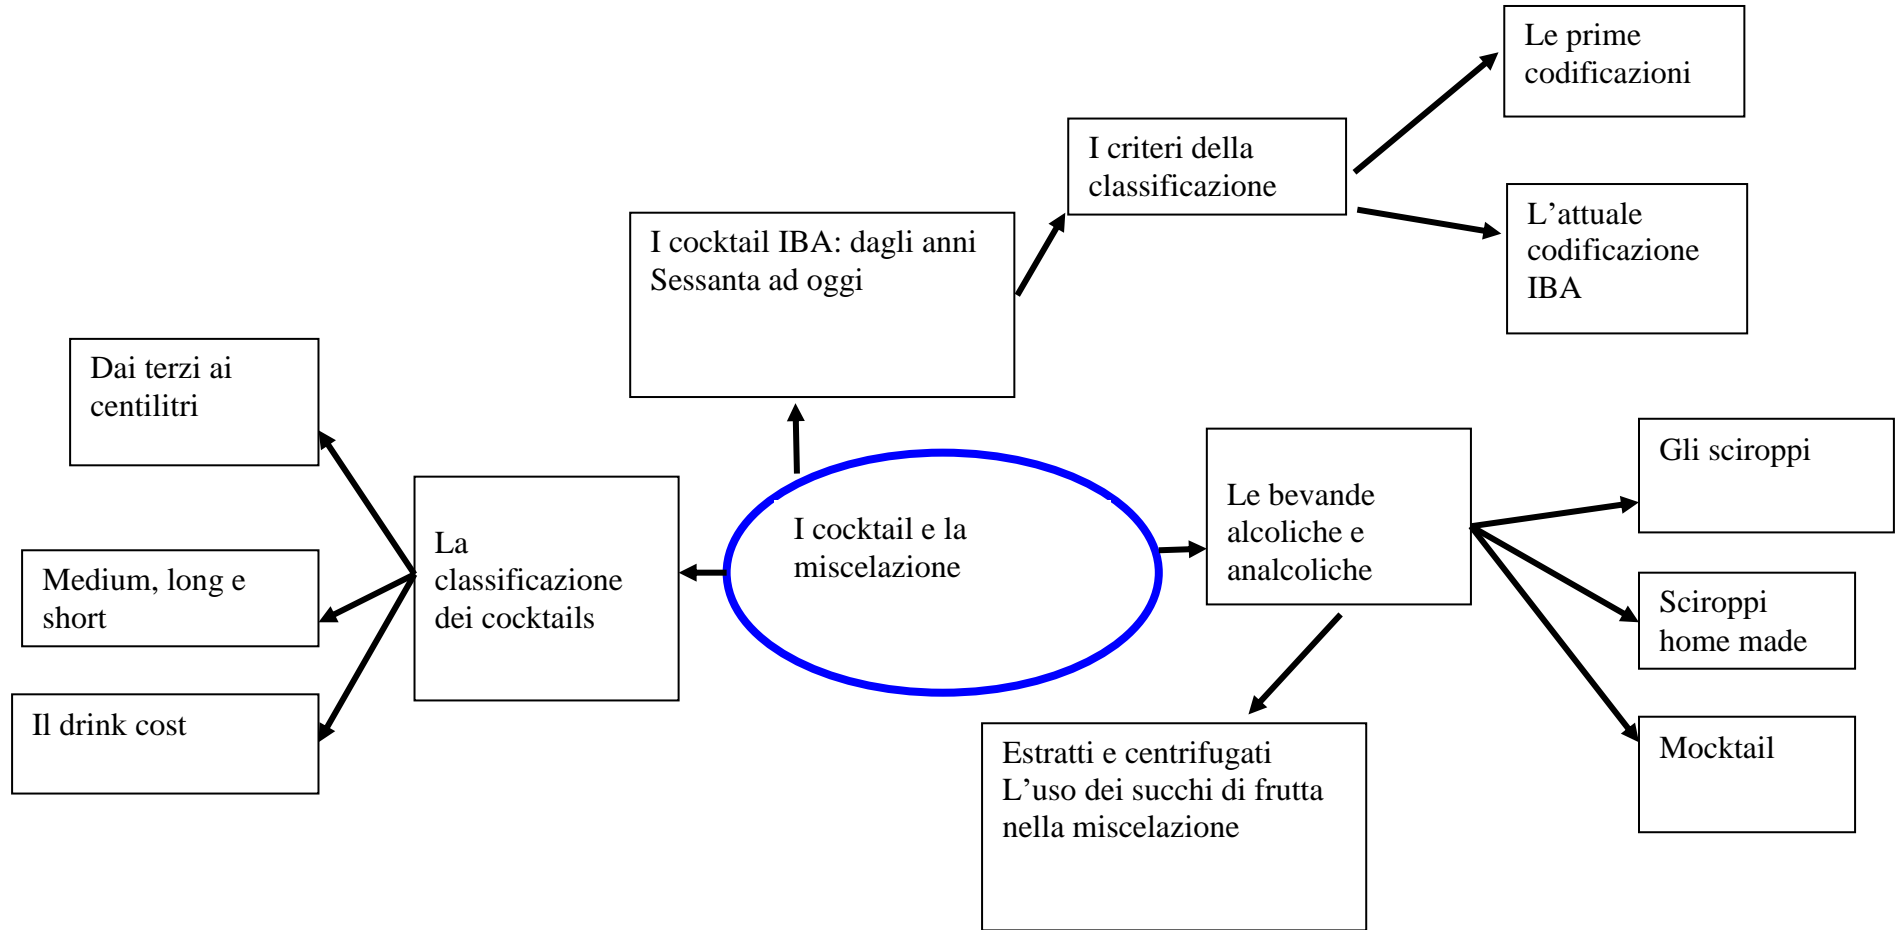 Le prime
codificazioni
I criteri della
classificazione
L’attuale
codificazione
IBA
I cocktail IBA: dagli anni
Sessanta ad oggi
Dai terzi ai
centilitri
Medium, long e
short
Il drink cost
La
classificazione
dei cocktails
I cocktail e la
miscelazione
Le bevande
alcoliche e
analcoliche
Gli sciroppi
Sciroppi
home made
Mocktail
Estratti e centrifugati
L’uso dei succhi di frutta
nella miscelazione